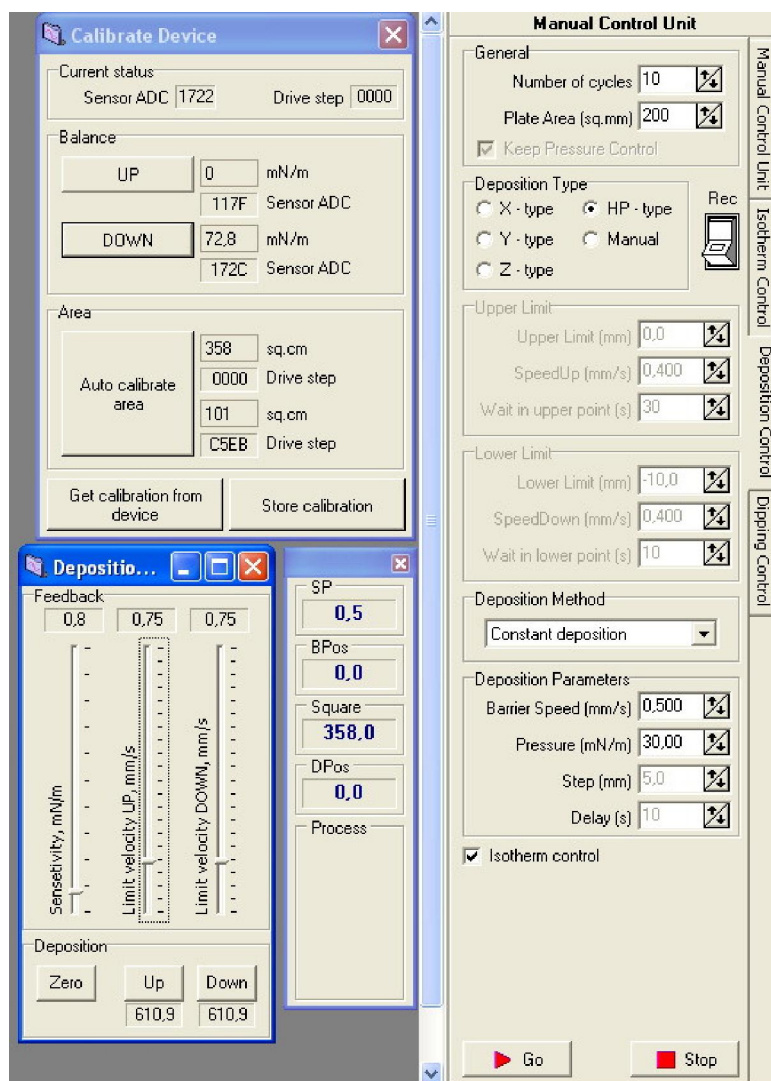 Calibrate Device
Current status
Sensor ADC 1722 Drive step 0000
Balance
UP 0 mN/m
117F Sensor ADC
DOWN 72,8 mN/m
172C Sensor ADC
Area
Auto calibrate area
358 sq.cm
0000 Drive step
101 sq.cm
C5EB Drive step
Get calibration from device
Store calibration
Depositio...
Feedback
0,8 0,75 0,75
Sensetivity, mN/m
Limit velocity UP, mm/s
Limit velocity DOWN, mm/s
Deposition
Zero Up Down
610,9 610,9
SP
0,5
BPos
0,0
Square
358,0
DPos
0,0
Process
Manual Control Unit
General
Number of cycles 10
Plate Area (sq.mm) 200
Keep Pressure Control
Deposition Type
X - type HP - type
Y - type Manual
Z - type
Rec
Upper Limit
Upper Limit (mm) 0,0
SpeedUp (mm/s) 0,400
Wait in upper point (s) 30
Lower Limit
Lower Limit (mm) -10,0
SpeedDown (mm/s) 0,400
Wait in lower point (s) 10
Deposition Method
Constant deposition
Deposition Parameters
Barrier Speed (mm/s) 0,500
Pressure (mN/m) 30,00
Step (mm) 5,0
Delay (s) 10
Isotherm control
Go Stop
Manual Control Unit
Isotherm Control
Deposition Control
Dipping Control